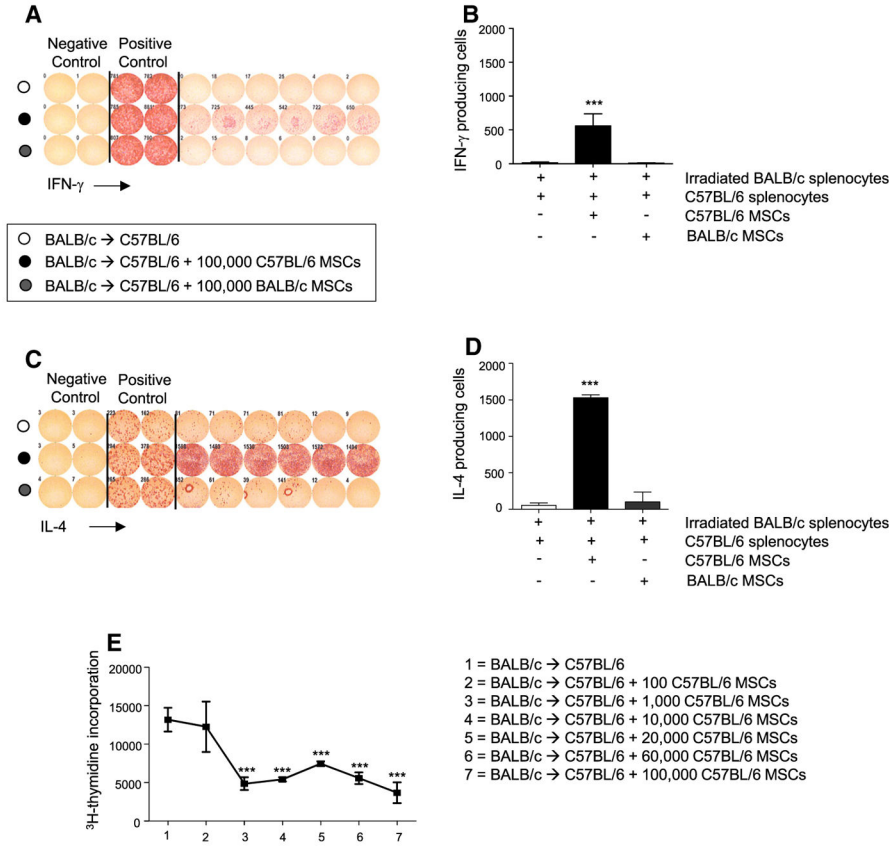 A
Negative Control
Positive Control
IFN-γ
BALB/c → C57BL/6
BALB/c → C57BL/6 + 100,000 C57BL/6 MSCs
BALB/c → C57BL/6 + 100,000 BALB/c MSCs
B
IFN-γ producing cells
2000
1500
1000
500
0
***
+ + + Irradiated BALB/c splenocytes
+ + + C57BL/6 splenocytes
- + - C57BL/6 MSCs
- - + BALB/c MSCs
C
Negative Control
Positive Control
IL-4
D
IL-4 producing cells
2000
1500
1000
500
0
***
+ + + Irradiated BALB/c splenocytes
+ + + C57BL/6 splenocytes
- + - C57BL/6 MSCs
- - + BALB/c MSCs
E
³H-thymidine incorporation
20000
15000
10000
5000
0
*** *** *** *** ***
1 2 3 4 5 6 7
1 = BALB/c → C57BL/6
2 = BALB/c → C57BL/6 + 100 C57BL/6 MSCs
3 = BALB/c → C57BL/6 + 1,000 C57BL/6 MSCs
4 = BALB/c → C57BL/6 + 10,000 C57BL/6 MSCs
5 = BALB/c → C57BL/6 + 20,000 C57BL/6 MSCs
6 = BALB/c → C57BL/6 + 60,000 C57BL/6 MSCs
7 = BALB/c → C57BL/6 + 100,000 C57BL/6 MSCs